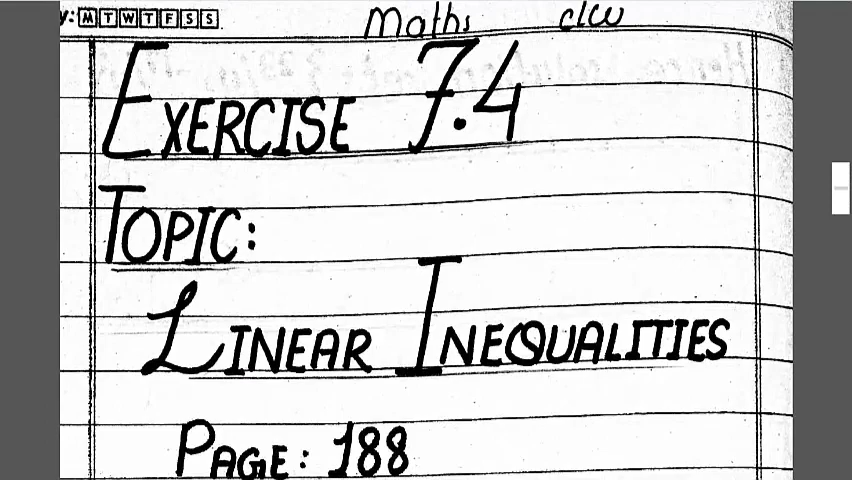 y: M T W T F S S Maths c/w
EXERCISE 7.4
TOPIC:
LINEAR INEQUALITIES
PAGE: 188